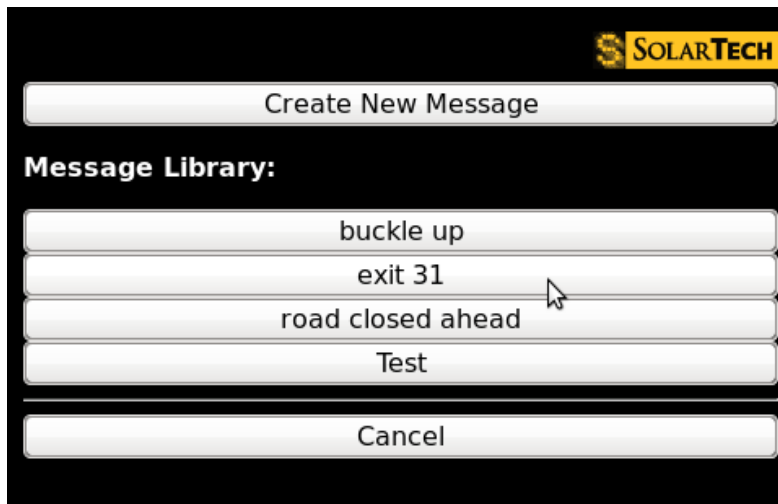 SOLARTECH
Create New Message
Message Library:
buckle up
exit 31
road closed ahead
Test
Cancel